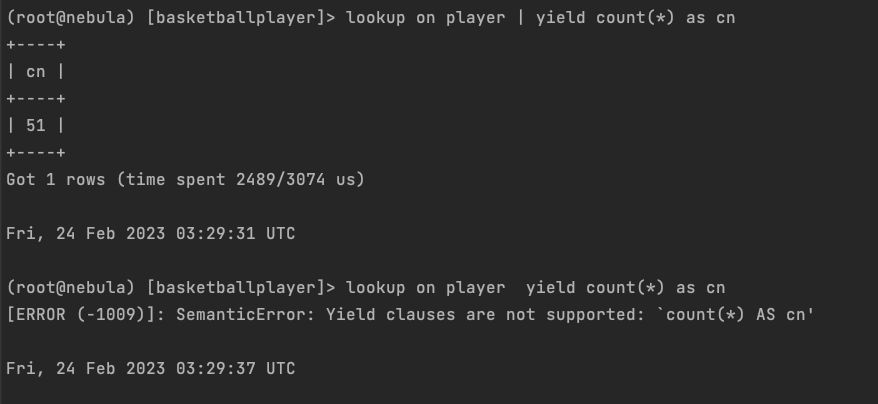 (root@nebula) [basketballplayer]> lookup on player | yield count(*) as cn
+----+
| cn |
+----+
| 51 |
+----+
Got 1 rows (time spent 2489/3074 us)
Fri, 24 Feb 2023 03:29:31 UTC
(root@nebula) [basketballplayer]> lookup on player  yield count(*) as cn
[ERROR (-1009)]: SemanticError: Yield clauses are not supported: `count(*) AS cn'
Fri, 24 Feb 2023 03:29:37 UTC